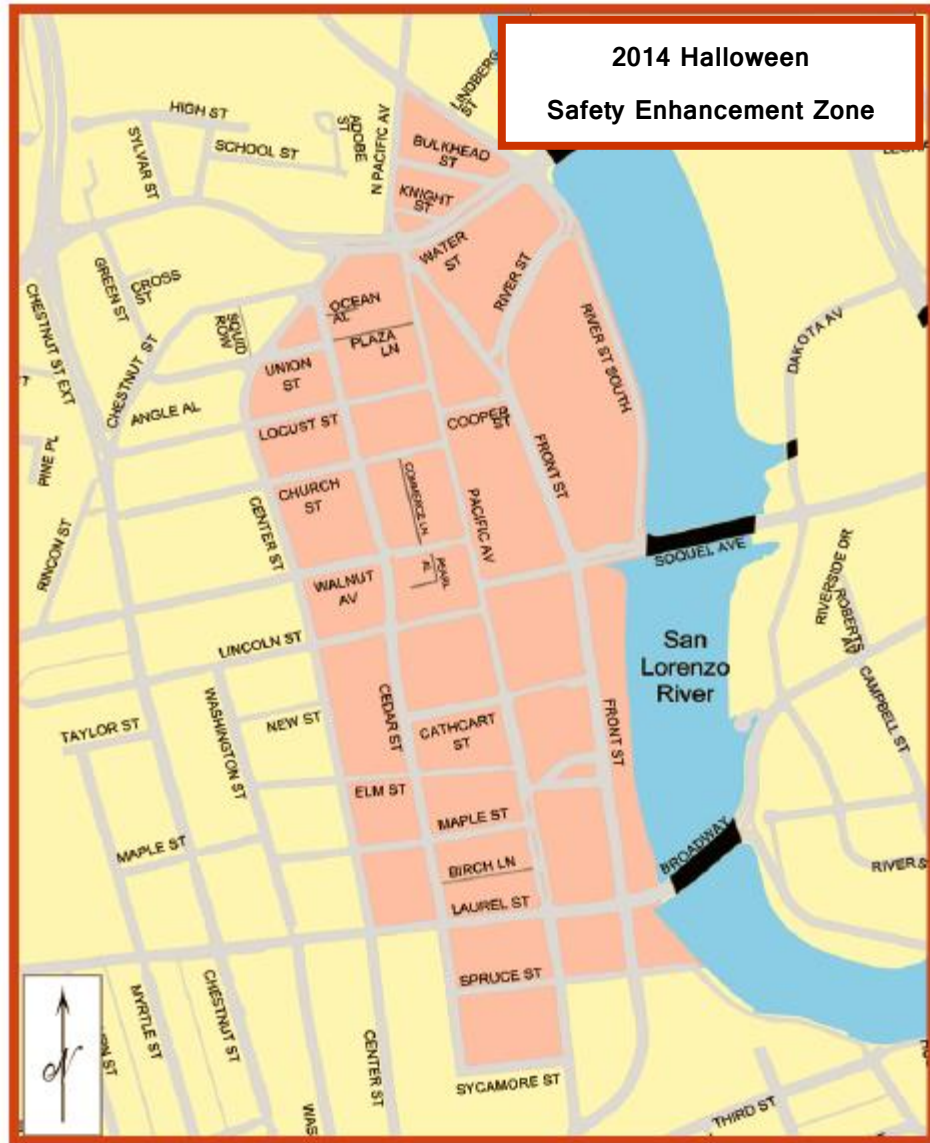 2014 Halloween
Safety Enhancement Zone
LINDBERG
ST
HIGH ST
SYLVAR ST
SCHOOL ST
ADOBE
ST
N PACIFIC AV
BULKHEAD
ST
KNIGHT
ST
WATER
ST
RIVER ST
GREEN ST
CROSS
ST
CHESTNUT ST EXT
SQUID
ROW
CHESTNUT ST
OCEAN
AL
PLAZA
LN
UNION
ST
RIVER ST SOUTH
DAKOTA AV
ANGLE AL
LOCUST ST
COOPER
ST
PINE PL
FRONT ST
CHURCH
ST
COMMERCE LN
PACIFIC AV
CENTER ST
RINCON ST
SOQUEL AVE
WALNUT
AV
PEARL
AL
RIVERSIDE DR
ROBERTS
AV
LINCOLN ST
San
Lorenzo
River
CAMPBELL ST
WASHINGTON ST
CEDAR ST
TAYLOR ST
NEW ST
CATHCART
ST
FRONT ST
ELM ST
MAPLE ST
MAPLE ST
BROADWAY
BIRCH LN
RIVER S
LAUREL ST
SPRUCE ST
N
MYRTLE ST
CHESTNUT ST
CENTER ST
SYCAMORE ST
WAS
THIRD ST